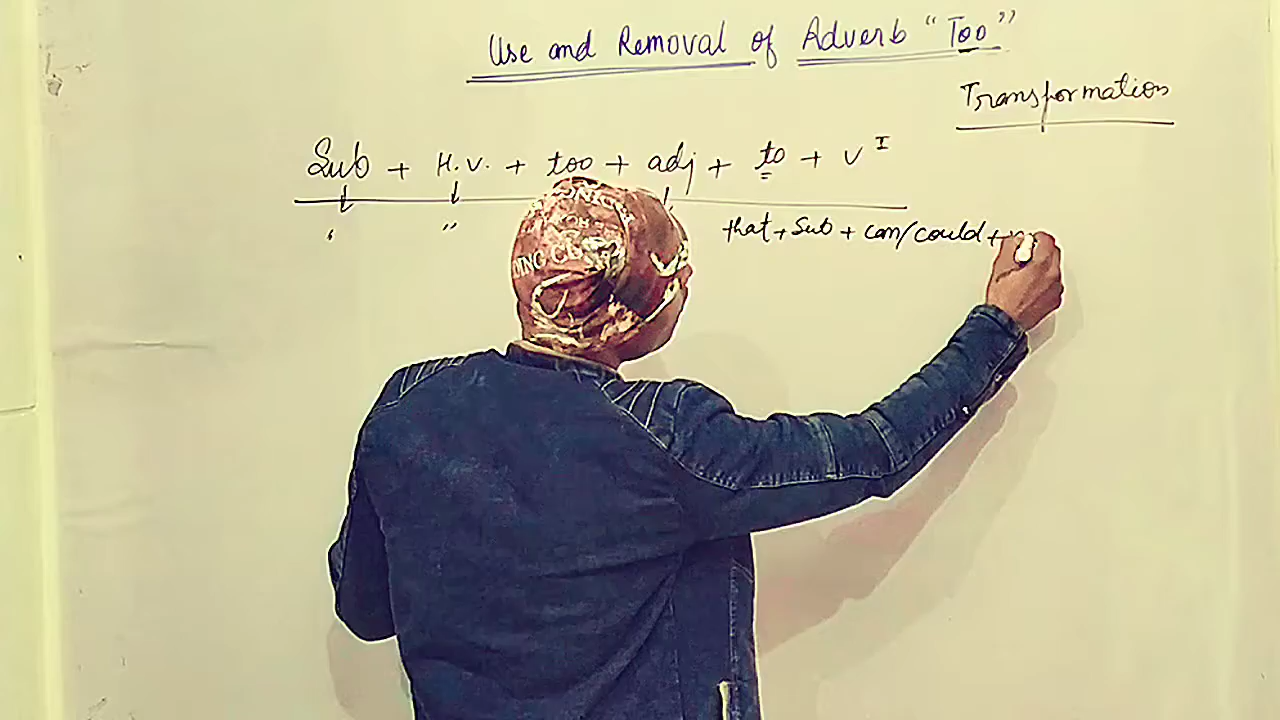 Use and Removal of Adverb "Too"
Transformation
Sub + H.V. + too + adj + to + V I
" " that + Sub + can/could +